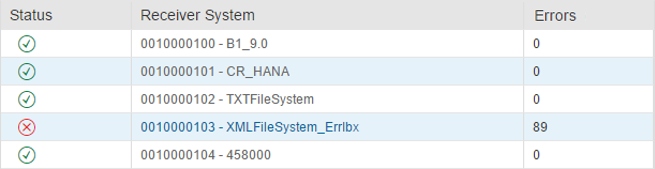 Status Receiver System Errors
0010000100 - B1_9.0 0
0010000101 - CR_HANA 0
0010000102 - TXTFileSystem 0
0010000103 - XMLFileSystem_ErrIbx 89
0010000104 - 458000 0